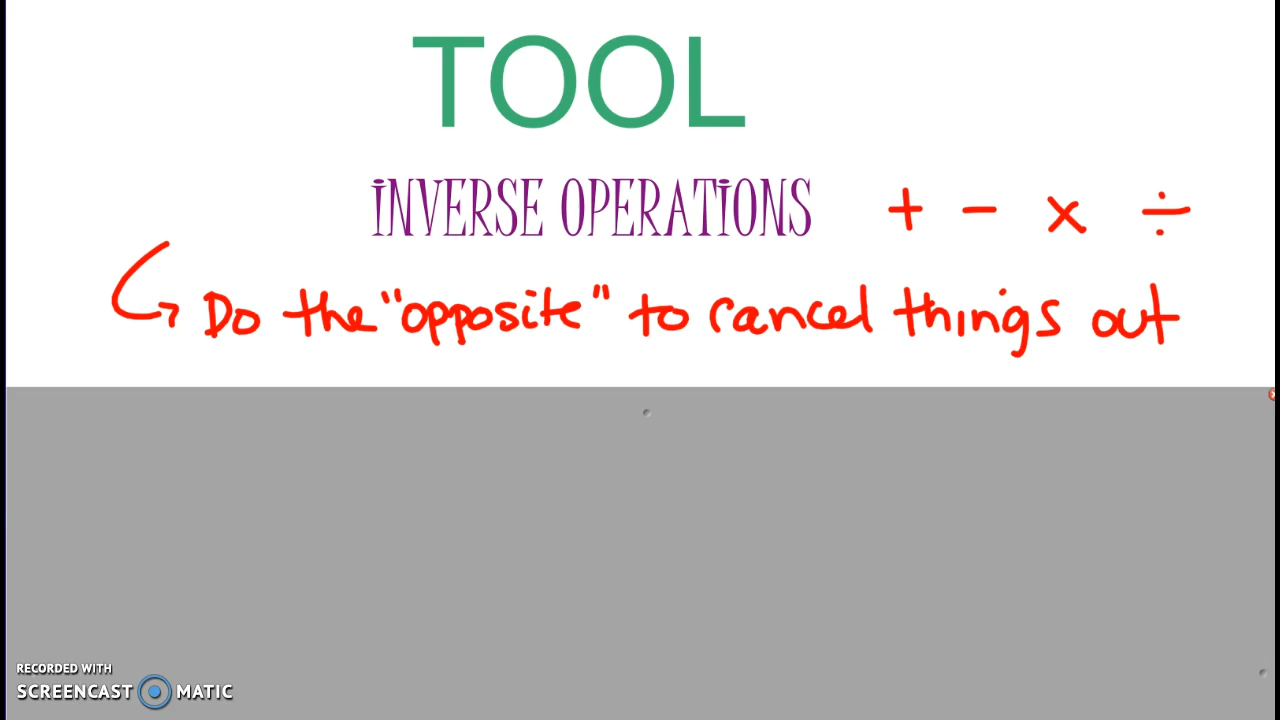 TOOL
INVERSE OPERATIONS + - x ÷
Do the "opposite" to cancel things out
RECORDED WITH
SCREENCAST MATIC